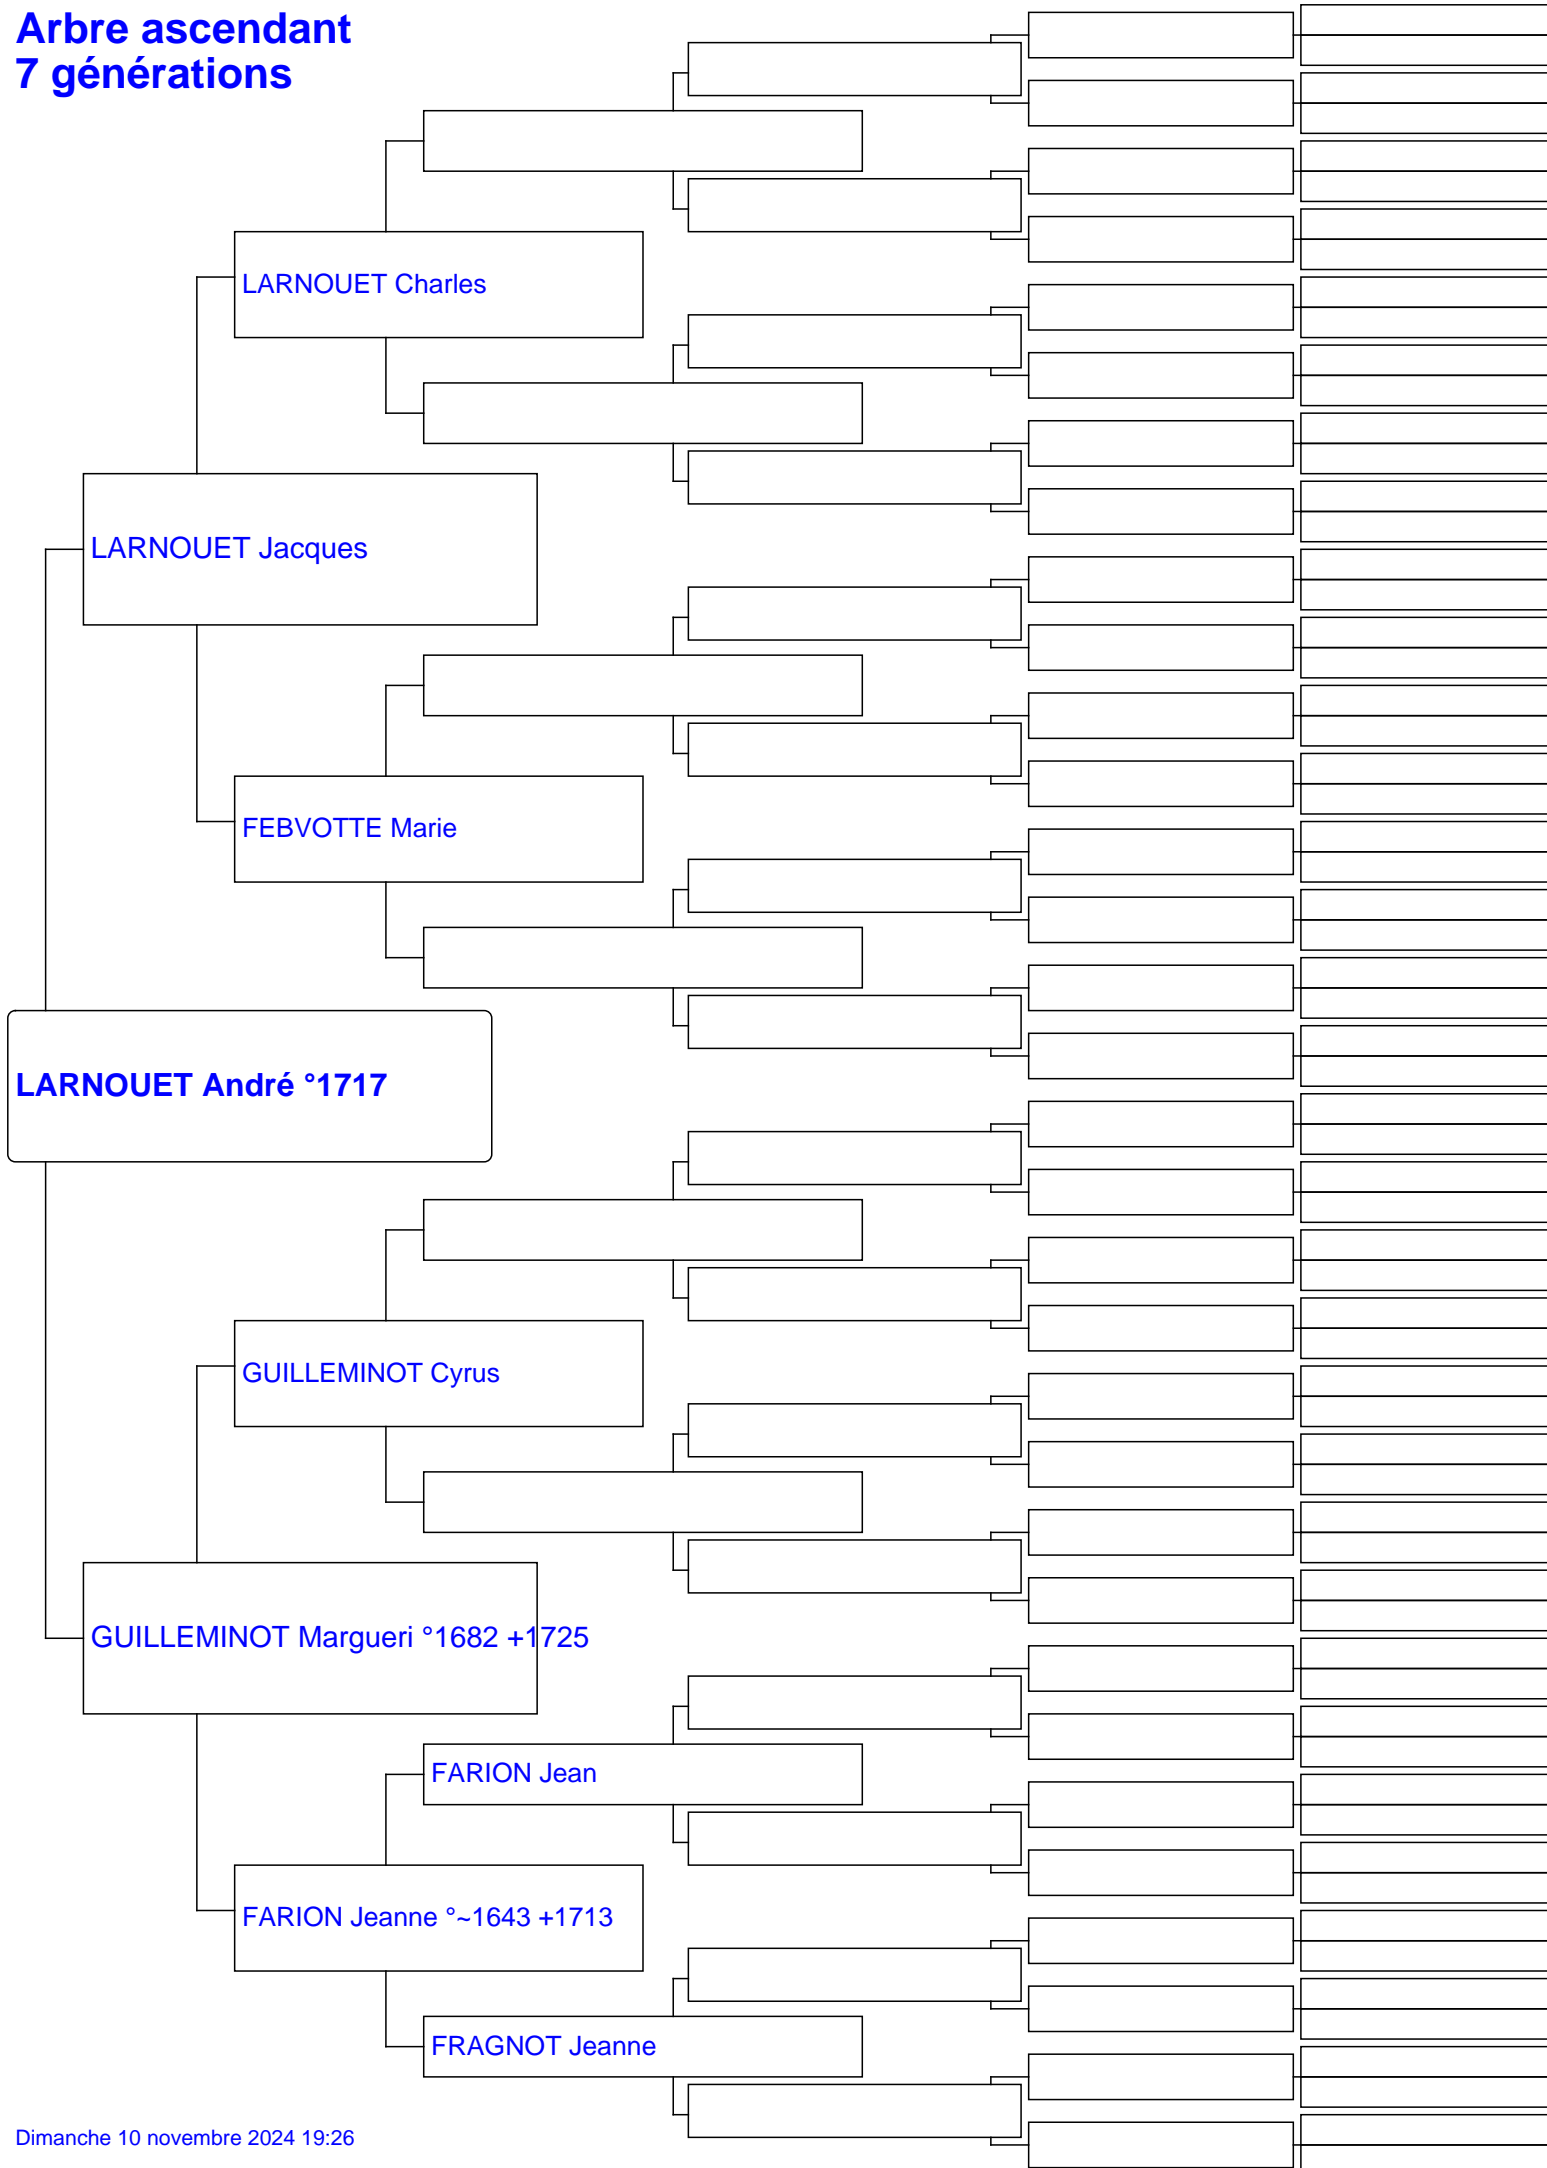 Arbre ascendant
7 générations
LARNOUET Charles
LARNOUET Jacques
FEBVOTTE Marie
LARNOUET André °1717
GUILLEMINOT Cyrus
GUILLEMINOT Margueri °1682 +1725
FARION Jean
FARION Jeanne °~1643 +1713
FRAGNOT Jeanne
Dimanche 10 novembre 2024 19:26